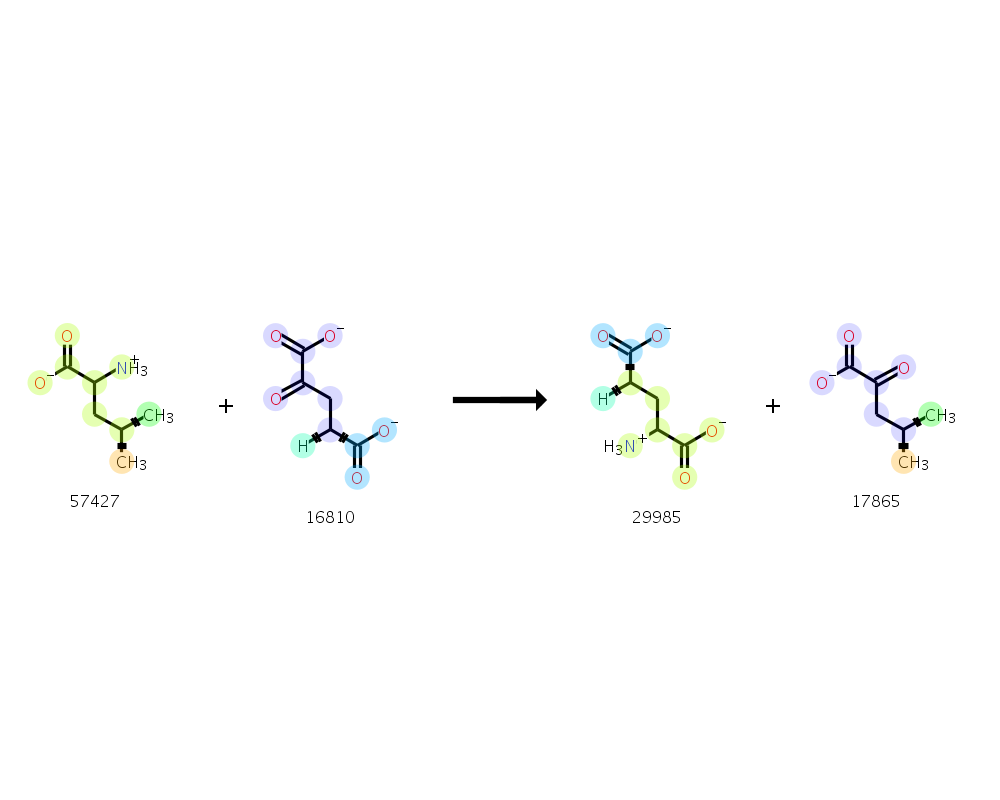 O O O⁻ O O⁻ O
O⁻ NH₃⁺ O H O
CH₃ O⁻ O⁻ O⁻ CH₃
+ +
H H₃N⁺
CH₃ O O CH₃
57427 16810 29985 17865